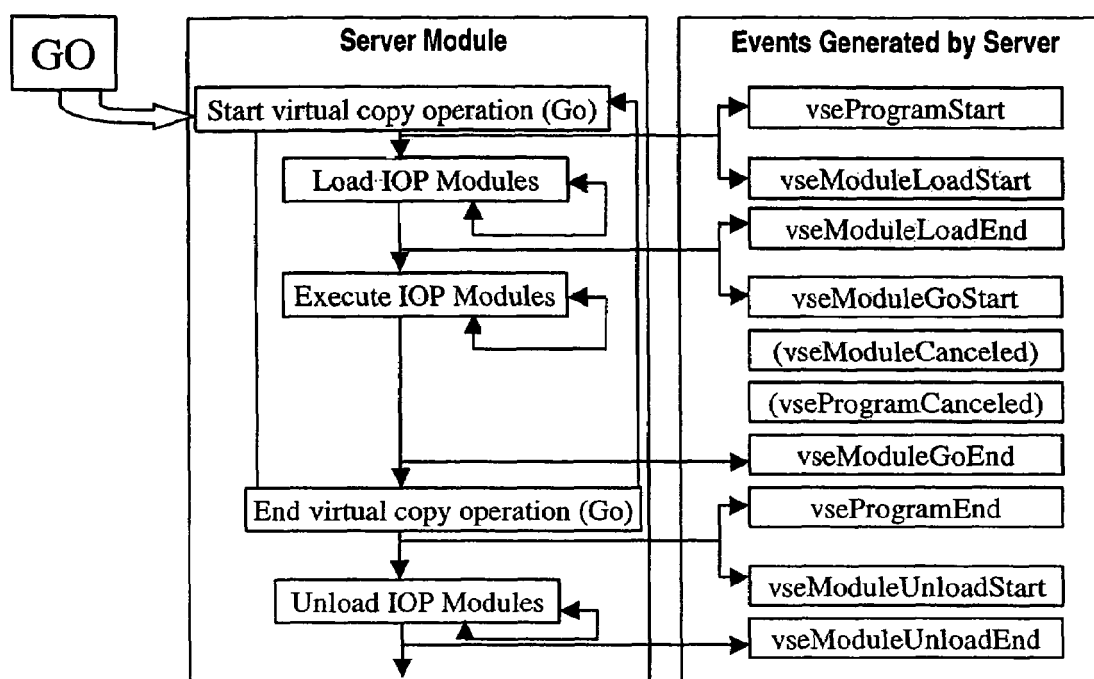 GO
Server Module
Start virtual copy operation (Go)
Load IOP Modules
Execute IOP Modules
End virtual copy operation (Go)
Unload IOP Modules
Events Generated by Server
vseProgramStart
vseModuleLoadStart
vseModuleLoadEnd
vseModuleGoStart
(vseModuleCanceled)
(vseProgramCanceled)
vseModuleGoEnd
vseProgramEnd
vseModuleUnloadStart
vseModuleUnloadEnd